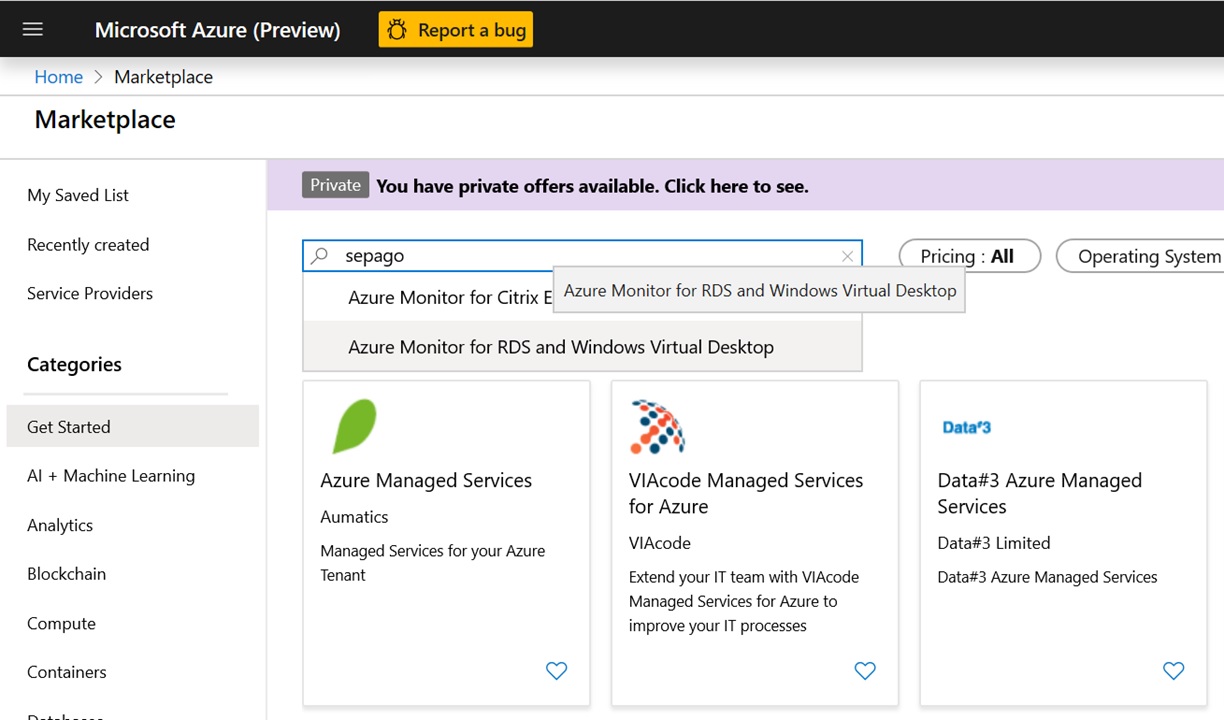 Microsoft Azure (Preview)
Report a bug
Home > Marketplace
Marketplace
My Saved List
Recently created
Service Providers
Categories
Get Started
AI + Machine Learning
Analytics
Blockchain
Compute
Containers
Databases
Private You have private offers available. Click here to see.
sepago
Pricing : All
Operating System
Azure Monitor for Citrix E
Azure Monitor for RDS and Windows Virtual Desktop
Azure Monitor for RDS and Windows Virtual Desktop
Azure Managed Services
Aumatics
Managed Services for your Azure
Tenant
VIAcode Managed Services
for Azure
VIAcode
Extend your IT team with VIAcode
Managed Services for Azure to
improve your IT processes
Data#3
Data#3 Azure Managed
Services
Data#3 Limited
Data#3 Azure Managed Services